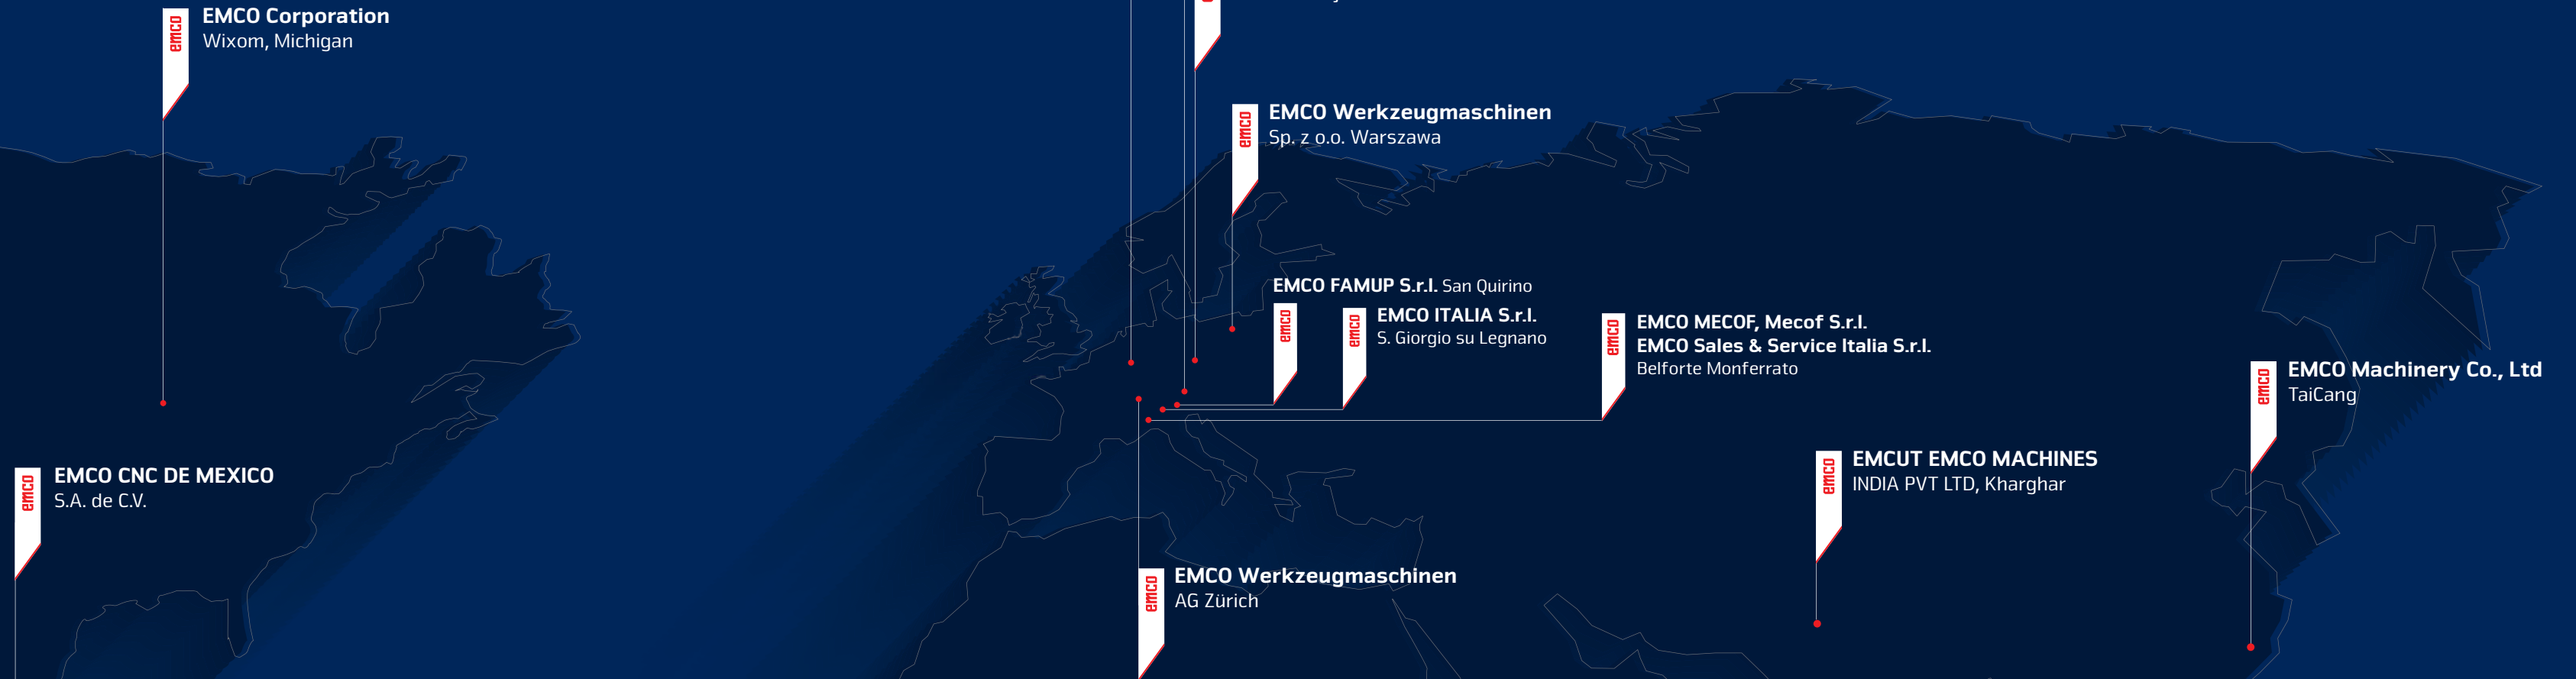 emco
EMCO Corporation
Wixom, Michigan
emco
EMCO Werkzeugmaschinen
Sp. z o.o. Warszawa
EMCO FAMUP S.r.l. San Quirino
emco
emco
EMCO ITALIA S.r.l.
S. Giorgio su Legnano
emco
EMCO MECOF, Mecof S.r.l.
EMCO Sales & Service Italia S.r.l.
Belforte Monferrato
emco
EMCO Machinery Co., Ltd
TaiCang
emco
EMCUT EMCO MACHINES
INDIA PVT LTD, Kharghar
emco
EMCO CNC DE MEXICO
S.A. de C.V.
emco
EMCO Werkzeugmaschinen
AG Zürich